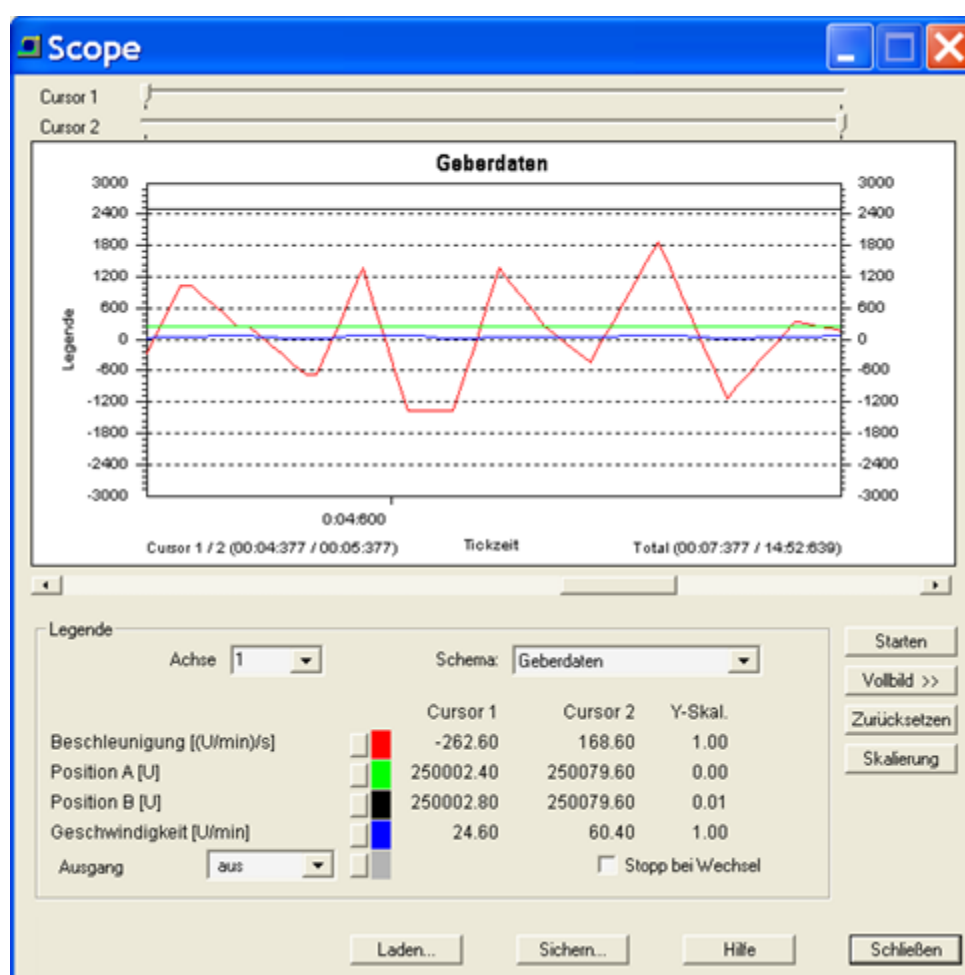 Scope
Cursor 1
Cursor 2
Geberdaten
3000 3000
2400 2400
1800 1800
1200 1200
600 600
0 0
-600 -600
-1200 -1200
-1800 -1800
-2400 -2400
-3000 -3000
Legende
0:04:600
Cursor 1 / 2 (00:04:377 / 00:05:377) Tickzeit Total (00:07:377 / 14:52:639)
Legende
Achse 1 Schema: Geberdaten
Cursor 1 Cursor 2 Y-Skal.
Beschleunigung [(U/min)/s] -262.60 168.60 1.00
Position A [U] 250002.40 250079.60 0.00
Position B [U] 250002.80 250079.60 0.01
Geschwindigkeit [U/min] 24.60 60.40 1.00
Ausgang aus Stopp bei Wechsel
Starten
Vollbild >>
Zurücksetzen
Skalierung
Laden... Sichern... Hilfe Schließen